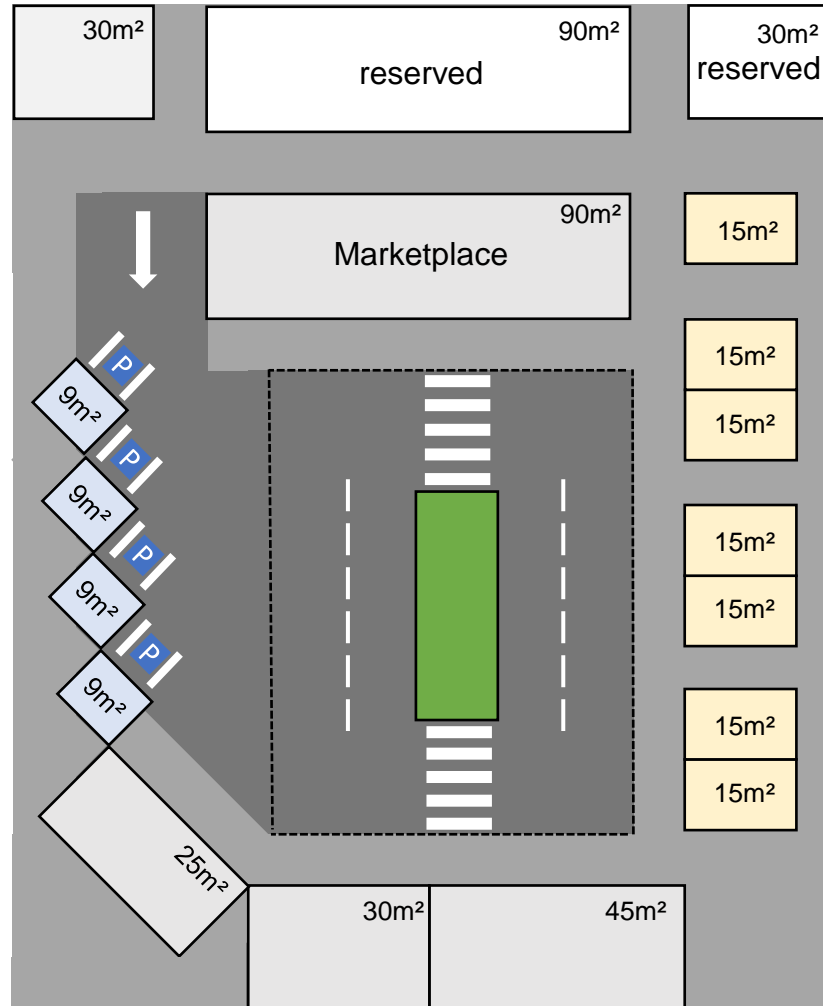 30m²
90m²
reserved
30m²
reserved
90m²
Marketplace
15m²
P
15m²
9m²
15m²
P
9m²
15m²
P
9m²
15m²
P
9m²
15m²
15m²
25m²
30m²
45m²